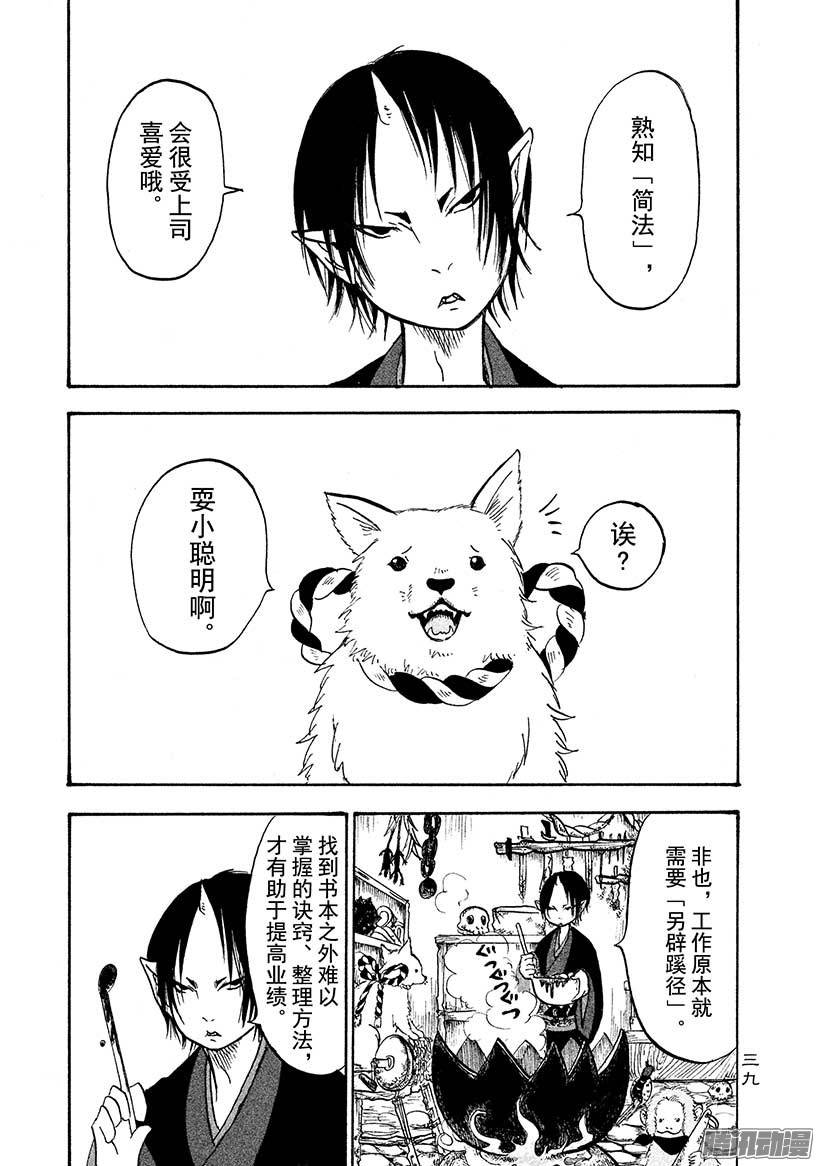 熟知「简法」，
会很受上司
喜爱哦。
诶？
耍小聪明啊。
非也，工作原本就
需要「另辟蹊径」。
找到书本之外难以
掌握的诀窍、整理方法，
才有助于提高业绩。
三九
腾讯动漫